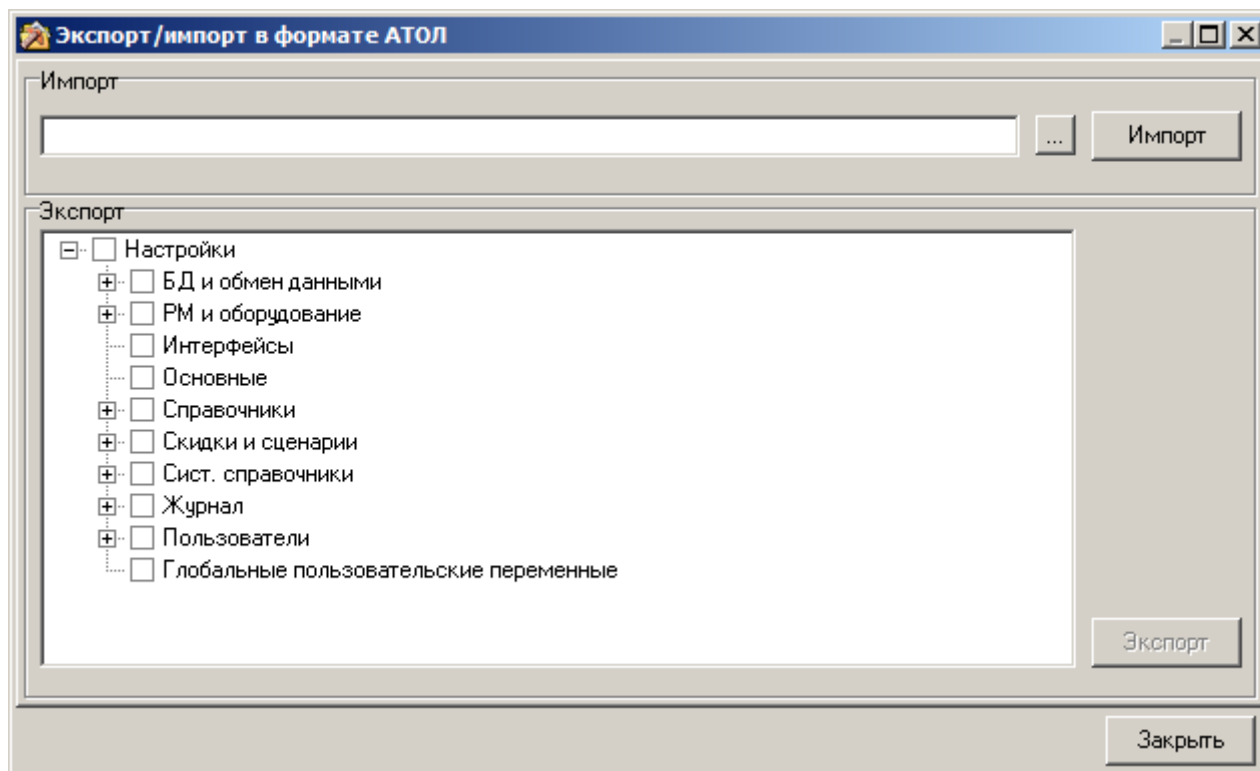 Экспорт/импорт в формате АТОЛ
Импорт
... Импорт
Экспорт
Настройки
БД и обмен данными
РМ и оборудование
Интерфейсы
Основные
Справочники
Скидки и сценарии
Сист. справочники
Журнал
Пользователи
Глобальные пользовательские переменные
Экспорт
Закрыть